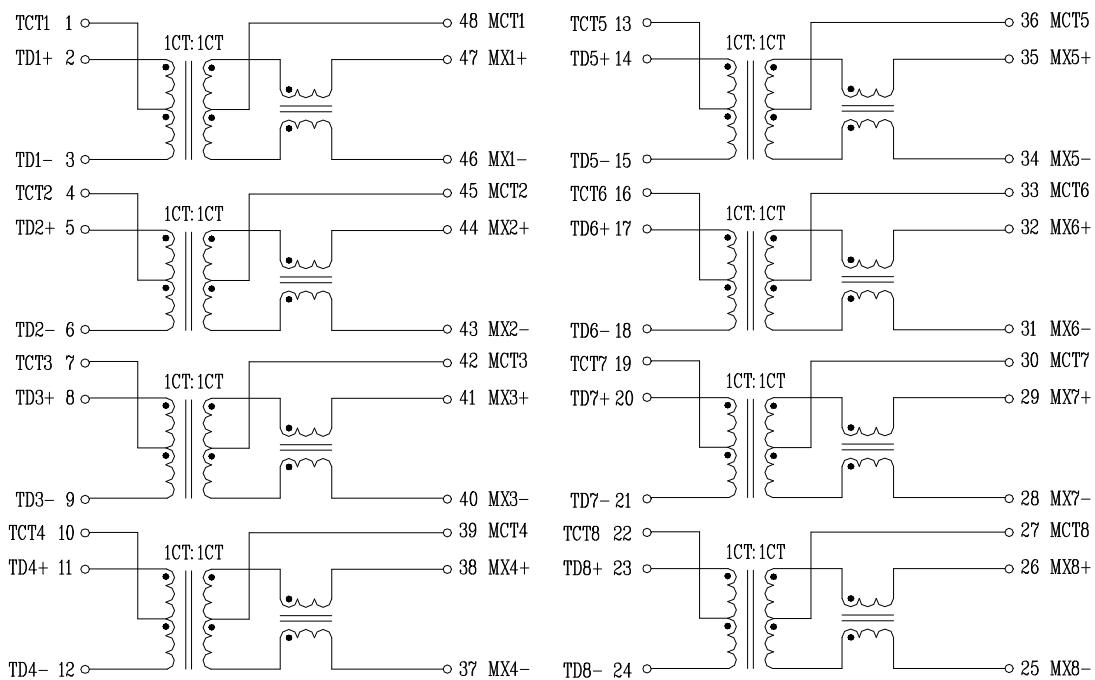 TCT1 1
48 MCT1
1CT:1CT
TD1+ 2
47 MX1+
TD1- 3
46 MX1-
TCT2 4
45 MCT2
1CT:1CT
TD2+ 5
44 MX2+
TD2- 6
43 MX2-
TCT3 7
42 MCT3
1CT:1CT
TD3+ 8
41 MX3+
TD3- 9
40 MX3-
TCT4 10
39 MCT4
1CT:1CT
TD4+ 11
38 MX4+
TD4- 12
37 MX4-
TCT5 13
36 MCT5
1CT:1CT
TD5+ 14
35 MX5+
TD5- 15
34 MX5-
TCT6 16
33 MCT6
1CT:1CT
TD6+ 17
32 MX6+
TD6- 18
31 MX6-
TCT7 19
30 MCT7
1CT:1CT
TD7+ 20
29 MX7+
TD7- 21
28 MX7-
TCT8 22
27 MCT8
1CT:1CT
TD8+ 23
26 MX8+
TD8- 24
25 MX8-